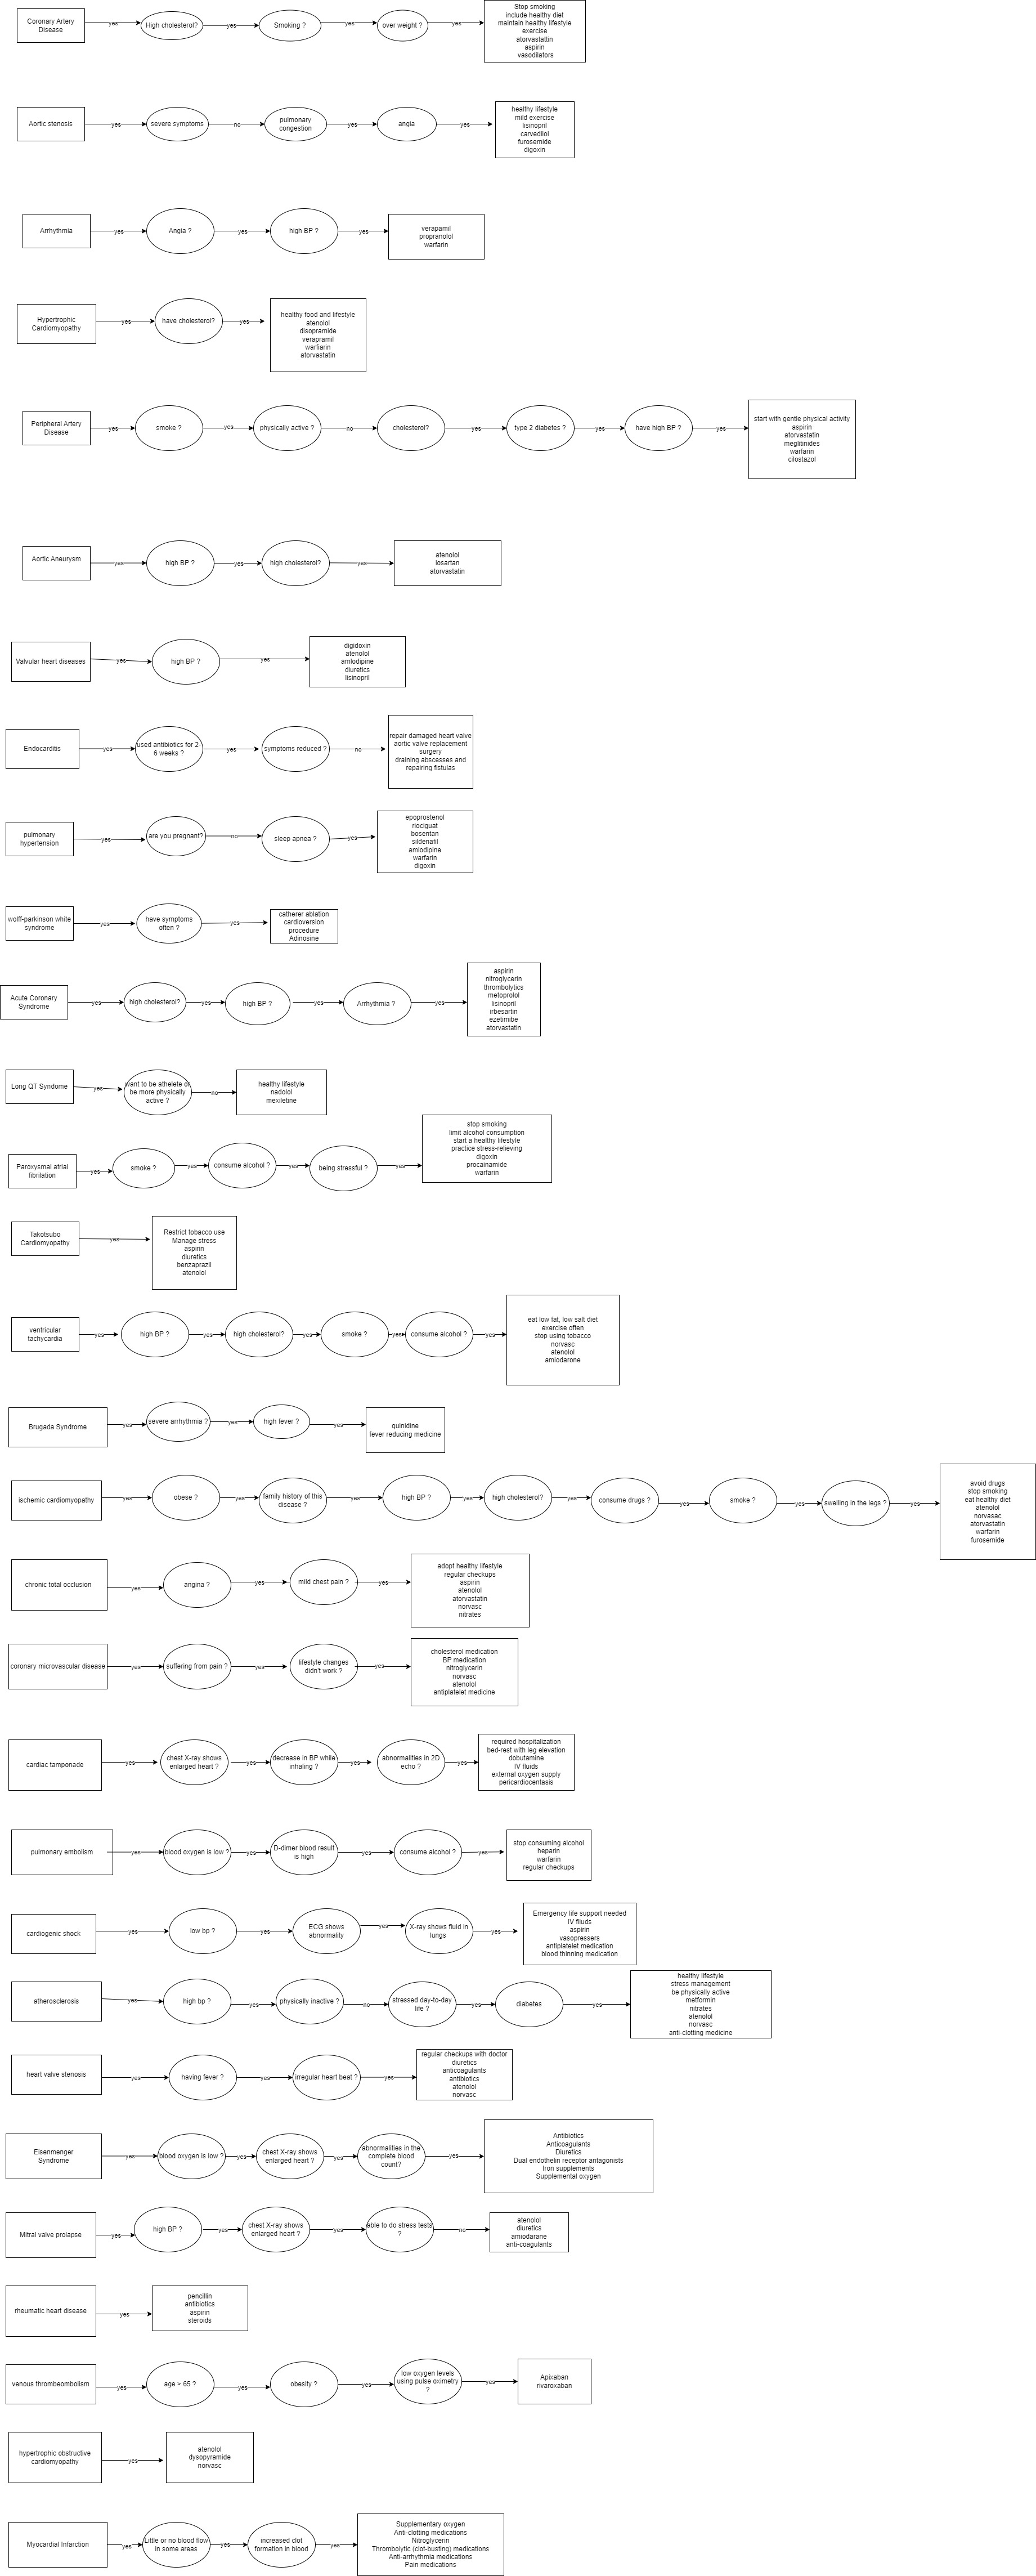 Coronary Artery
Disease
yes
High cholesterol?
yes
Smoking ?
yes
over weight ?
yes
Stop smoking
include healthy diet
maintain healthy lifestyle
exercise
atorvastattin
aspirin
vasodilators
Aortic stenosis
yes
severe symptoms
no
pulmonary
congestion
yes
angia
yes
healthy lifestyle
mild exercise
lisinopril
carvedilol
furosemide
digoxin
Arrhythmia
yes
Angia ?
yes
high BP ?
yes
verapamil
propranolol
warfarin
Hypertrophic
Cardiomyopathy
yes
have cholesterol?
yes
healthy food and lifestyle
atenolol
disopramide
verapramil
warfiarin
atorvastatin
Peripheral Artery
Disease
yes
smoke ?
yes
physically active ?
no
cholesterol?
yes
type 2 diabetes ?
yes
have high BP ?
yes
start with gentle physical activity
aspirin
atorvastatin
meglitinides
warfarin
cilostazol
Aortic Aneurysm
yes
high BP ?
yes
high cholesterol?
yes
atenolol
losartan
atorvastatin
Valvular heart diseases
yes
high BP ?
yes
digidoxin
atenolol
amlodipine
diuretics
lisinopril
Endocarditis
yes
used antibiotics for 2-
6 weeks ?
yes
symptoms reduced ?
no
repair damaged heart valve
aortic valve replacement
surgery
draining abscesses and
repairing fistulas
pulmonary
hypertension
yes
are you pregnant?
no
sleep apnea ?
yes
epoprostenol
riociguat
bosentan
sildenafil
amlodipine
warfarin
digoxin
wolff-parkinson white
syndrome
yes
have symptoms
often ?
yes
catherer ablation
cardioversion
procedure
Adinosine
Acute Coronary
Syndrome
yes
high cholesterol?
yes
high BP ?
yes
Arrhythmia ?
yes
aspirin
nitroglycerin
thrombolytics
metoprolol
lisinopril
irbesartin
ezetimibe
atorvastatin
Long QT Syndome
yes
want to be athelete or
be more physically
active ?
no
healthy lifestyle
nadolol
mexiletine
Paroxysmal atrial
fibrilation
yes
smoke ?
yes
consume alcohol ?
yes
being stressful ?
yes
stop smoking
limit alcohol consumption
start a healthy lifestyle
practice stress-relieving
digoxin
procainamide
warfarin
Takotsubo
Cardiomyopathy
yes
Restrict tobacco use
Manage stress
aspirin
diuretics
benzaprazil
atenolol
ventricular
tachycardia
yes
high BP ?
yes
high cholesterol?
yes
smoke ?
yes
consume alcohol ?
yes
eat low fat, low salt diet
exercise often
stop using tobacco
norvasc
atenolol
amiodarone
Brugada Syndrome
yes
severe arrhythmia ?
yes
high fever ?
yes
quinidine
fever reducing medicine
ischemic cardiomyopathy
yes
obese ?
yes
family history of this
disease ?
yes
high BP ?
yes
high cholesterol?
yes
consume drugs ?
yes
smoke ?
yes
swelling in the legs ?
yes
avoid drugs
stop smoking
eat healthy diet
atenolol
norvasac
atorvastatin
warfarin
furosemide
chronic total occlusion
yes
angina ?
yes
mild chest pain ?
yes
adopt healthy lifestyle
regular checkups
aspirin
atenolol
atorvastatin
norvasc
nitrates
coronary microvascular disease
yes
suffering from pain ?
yes
lifestyle changes
didn't work ?
yes
cholesterol medication
BP medication
nitroglycerin
norvasc
atenolol
antiplatelet medicine
cardiac tamponade
yes
chest X-ray shows
enlarged heart ?
yes
decrease in BP while
inhaling ?
yes
abnormalities in 2D
echo ?
yes
required hospitalization
bed-rest with leg elevation
dobutamine
IV fluids
external oxygen supply
pericardiocentasis
pulmonary embolism
yes
blood oxygen is low ?
yes
D-dimer blood result
is high
yes
consume alcohol ?
yes
stop consuming alcohol
heparin
warfarin
regular checkups
cardiogenic shock
yes
low bp ?
yes
ECG shows
abnormality
yes
X-ray shows fluid in
lungs
yes
Emergency life support needed
IV fliuds
aspirin
vasopressers
antiplatelet medication
blood thinning medication
atherosclerosis
yes
high bp ?
yes
physically inactive ?
no
stressed day-to-day
life ?
yes
diabetes
yes
healthy lifestyle
stress management
be physically active
metformin
nitrates
atenolol
norvasc
anti-clotting medicine
heart valve stenosis
yes
having fever ?
yes
irregular heart beat ?
yes
regular checkups with doctor
diuretics
anticoagulants
antibiotics
atenolol
norvasc
Eisenmenger
Syndrome
yes
blood oxygen is low ?
yes
chest X-ray shows
enlarged heart ?
yes
abnormalities in the
complete blood
count?
yes
Antibiotics
Anticoagulants
Diuretics
Dual endothelin receptor antagonists
Iron supplements
Supplemental oxygen
Mitral valve prolapse
yes
high BP ?
yes
chest X-ray shows
enlarged heart ?
yes
able to do stress tests
?
no
atenolol
diuretics
amiodarane
anti-coagulants
rheumatic heart disease
yes
pencillin
antibiotics
aspirin
steroids
venous thrombeombolism
yes
age > 65 ?
yes
obesity ?
yes
low oxygen levels
using pulse oximetry
?
yes
Apixaban
rivaroxaban
hypertrophic obstructive
cardiomyopathy
yes
atenolol
dysopyramide
norvasc
Myocardial Infarction
yes
Little or no blood flow
in some areas
yes
increased clot
formation in blood
yes
Supplementary oxygen
Anti-clotting medications
Nitroglycerin
Thrombolytic (clot-busting) medications
Anti-arrhythmia medications
Pain medications